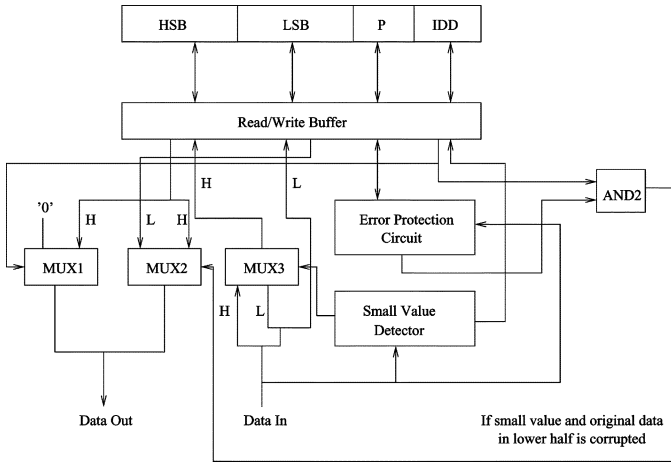 HSB LSB P IDD
Read/Write Buffer
H L
AND2
'0' H L H
Error Protection
Circuit
MUX1 MUX2 MUX3
H L
Small Value
Detector
Data Out Data In
If small value and original data
in lower half is corrupted